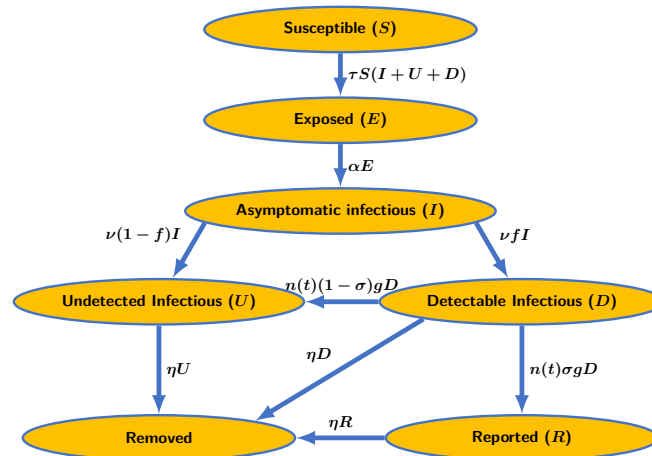 Susceptible (S)
τS(I + U + D)
Exposed (E)
αE
Asymptomatic infectious (I)
ν(1 − f)I
νfI
Undetected Infectious (U)
n(t)(1 − σ)gD
Detectable Infectious (D)
ηU
ηD
n(t)σgD
Removed
ηR
Reported (R)